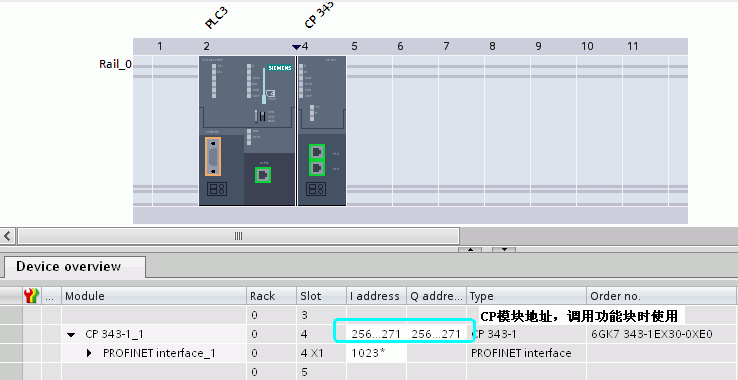 PLC3
CP 343
1 2 4 5 6 7 8 9 10 11
Rail_0
SIEMENS
Device overview
... Module Rack Slot I address Q addre... Type Order no.
0 3
CP模块地址，调用功能块时使用
CP 343-1_1 0 4 256...271 256...271 CP 343-1 6GK7 343-1EX30-0XE0
PROFINET interface_1 0 4 X1 1023* PROFINET interface
0 5